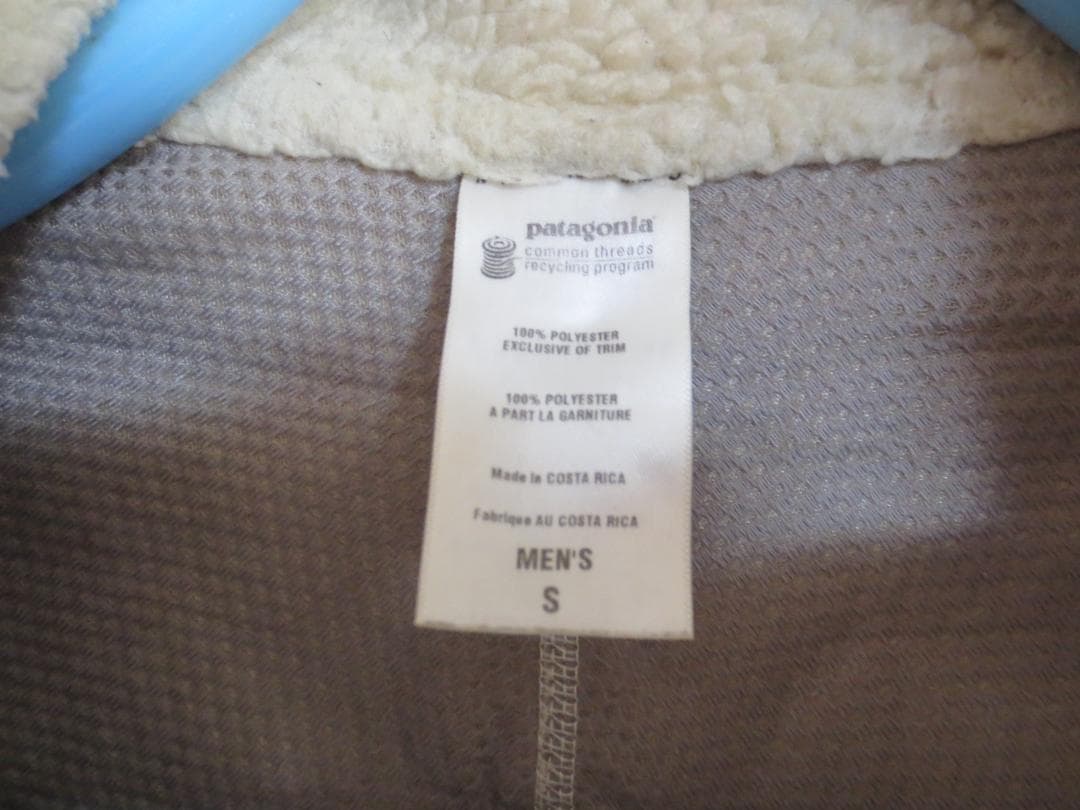 patagonia
common threads
recycling program
100% POLYESTER
EXCLUSIVE OF TRIM
100% POLYESTER
A PART LA GARNITURE
Made in COSTA RICA
Fabrique AU COSTA RICA
MEN'S
S